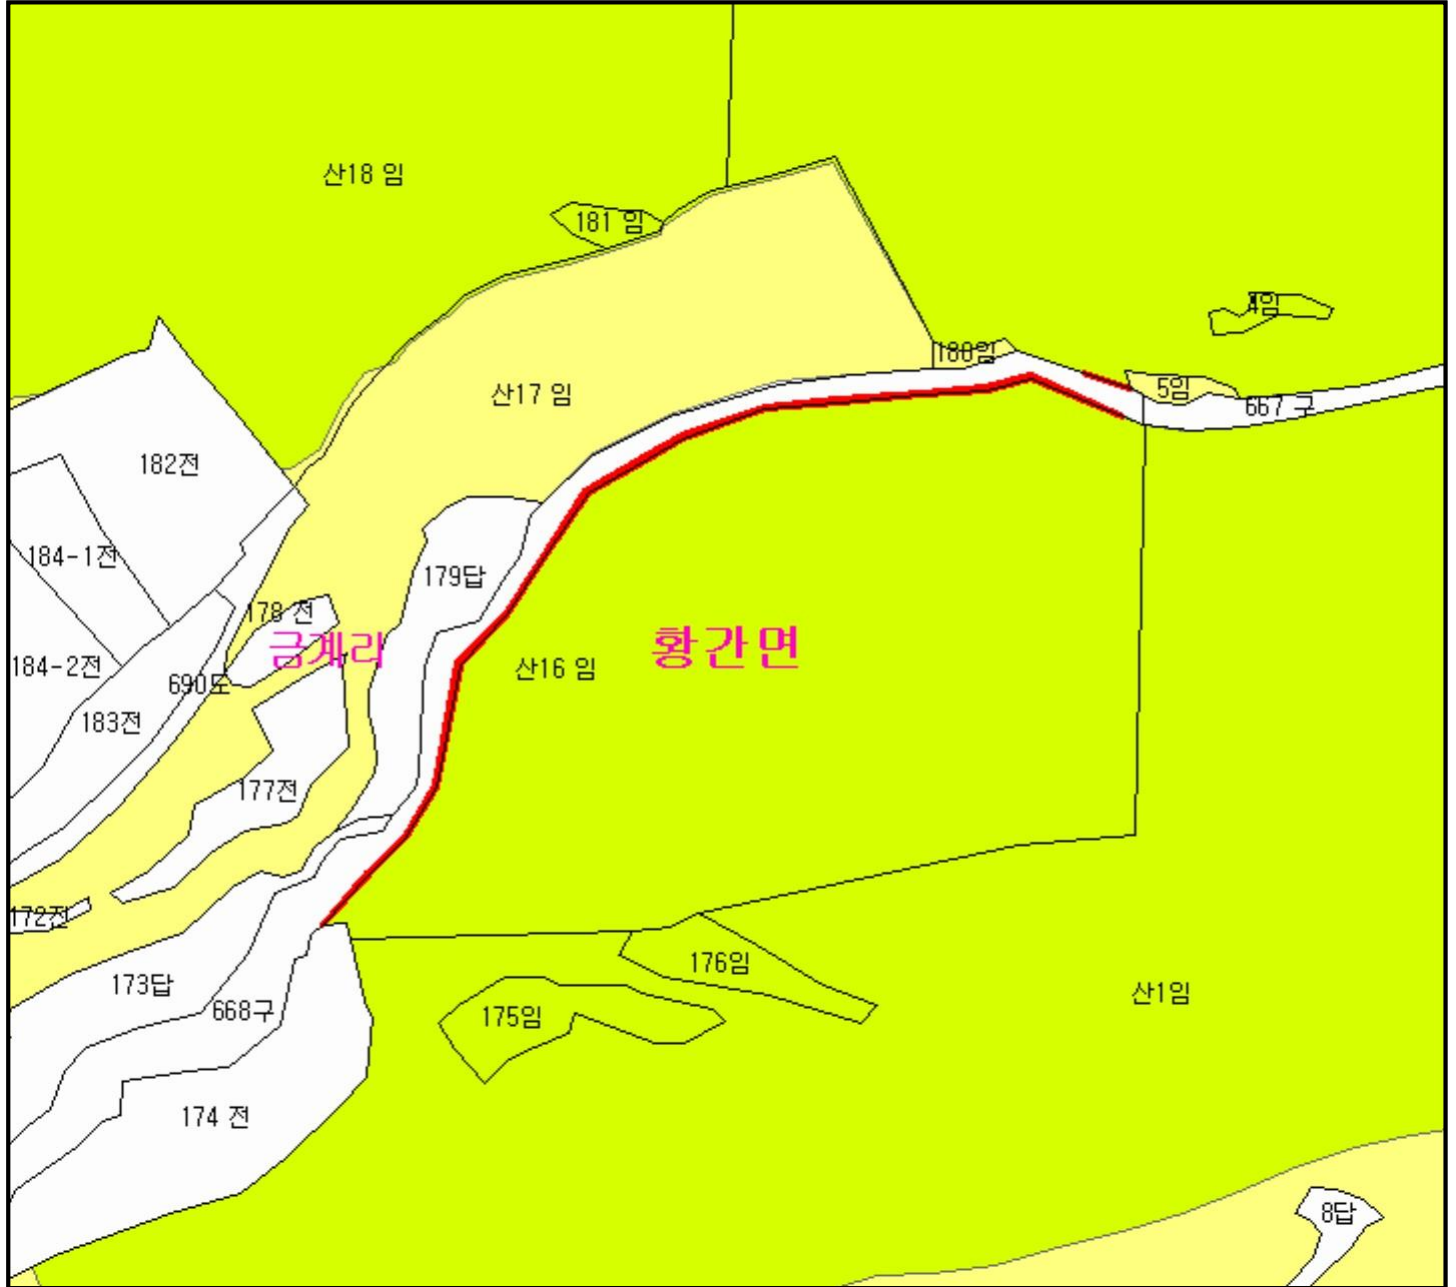 산18 임
181 임
4임
180임
5임
산17 임
667 구
182전
184-1전
179답
178 전
금계리
황간면
184-2전
산16 임
690도
183전
177전
172전
176임
173답
산1임
668구
175임
174 전
8답